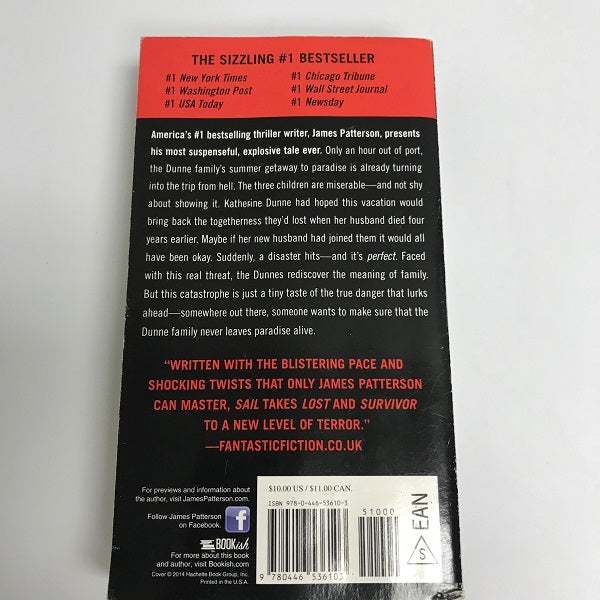 THE SIZZLING #1 BESTSELLER
#1 New York Times
#1 Chicago Tribune
#1 Washington Post
#1 Wall Street Journal
#1 USA Today
#1 Newsday
America's #1 bestselling thriller writer, James Patterson, presents
his most suspenseful, explosive tale ever. Only an hour out of port,
the Dunne family's summer getaway to paradise is already turning
into the trip from hell. The three children are miserable—and not shy
about showing it. Katherine Dunne had hoped this vacation would
bring back the togetherness they'd lost when her husband died four
years earlier. Maybe if her new husband had joined them it would all
have been okay. Suddenly, a disaster hits—and it's perfect. Faced
with this real threat, the Dunnes rediscover the meaning of family.
But this catastrophe is just a tiny taste of the true danger that lurks
ahead—somewhere out there, someone wants to make sure that the
Dunne family never leaves paradise alive.
"WRITTEN WITH THE BLISTERING PACE AND
SHOCKING TWISTS THAT ONLY JAMES PATTERSON
CAN MASTER, SAIL TAKES LOST AND SURVIVOR
TO A NEW LEVEL OF TERROR."
—FANTASTICFICTION.CO.UK
For previews and information about
the author, visit JamesPatterson.com.
Follow James Patterson
on Facebook.
f
BOOKish
For more about this book
and author, visit Bookish.com.
Cover © 2014 Hachette Book Group, Inc.
Printed in the U.S.A.
$10.00 US / $11.00 CAN.
ISBN 978-0-446-53610-3
51000
9 780446 536103
S
EAN